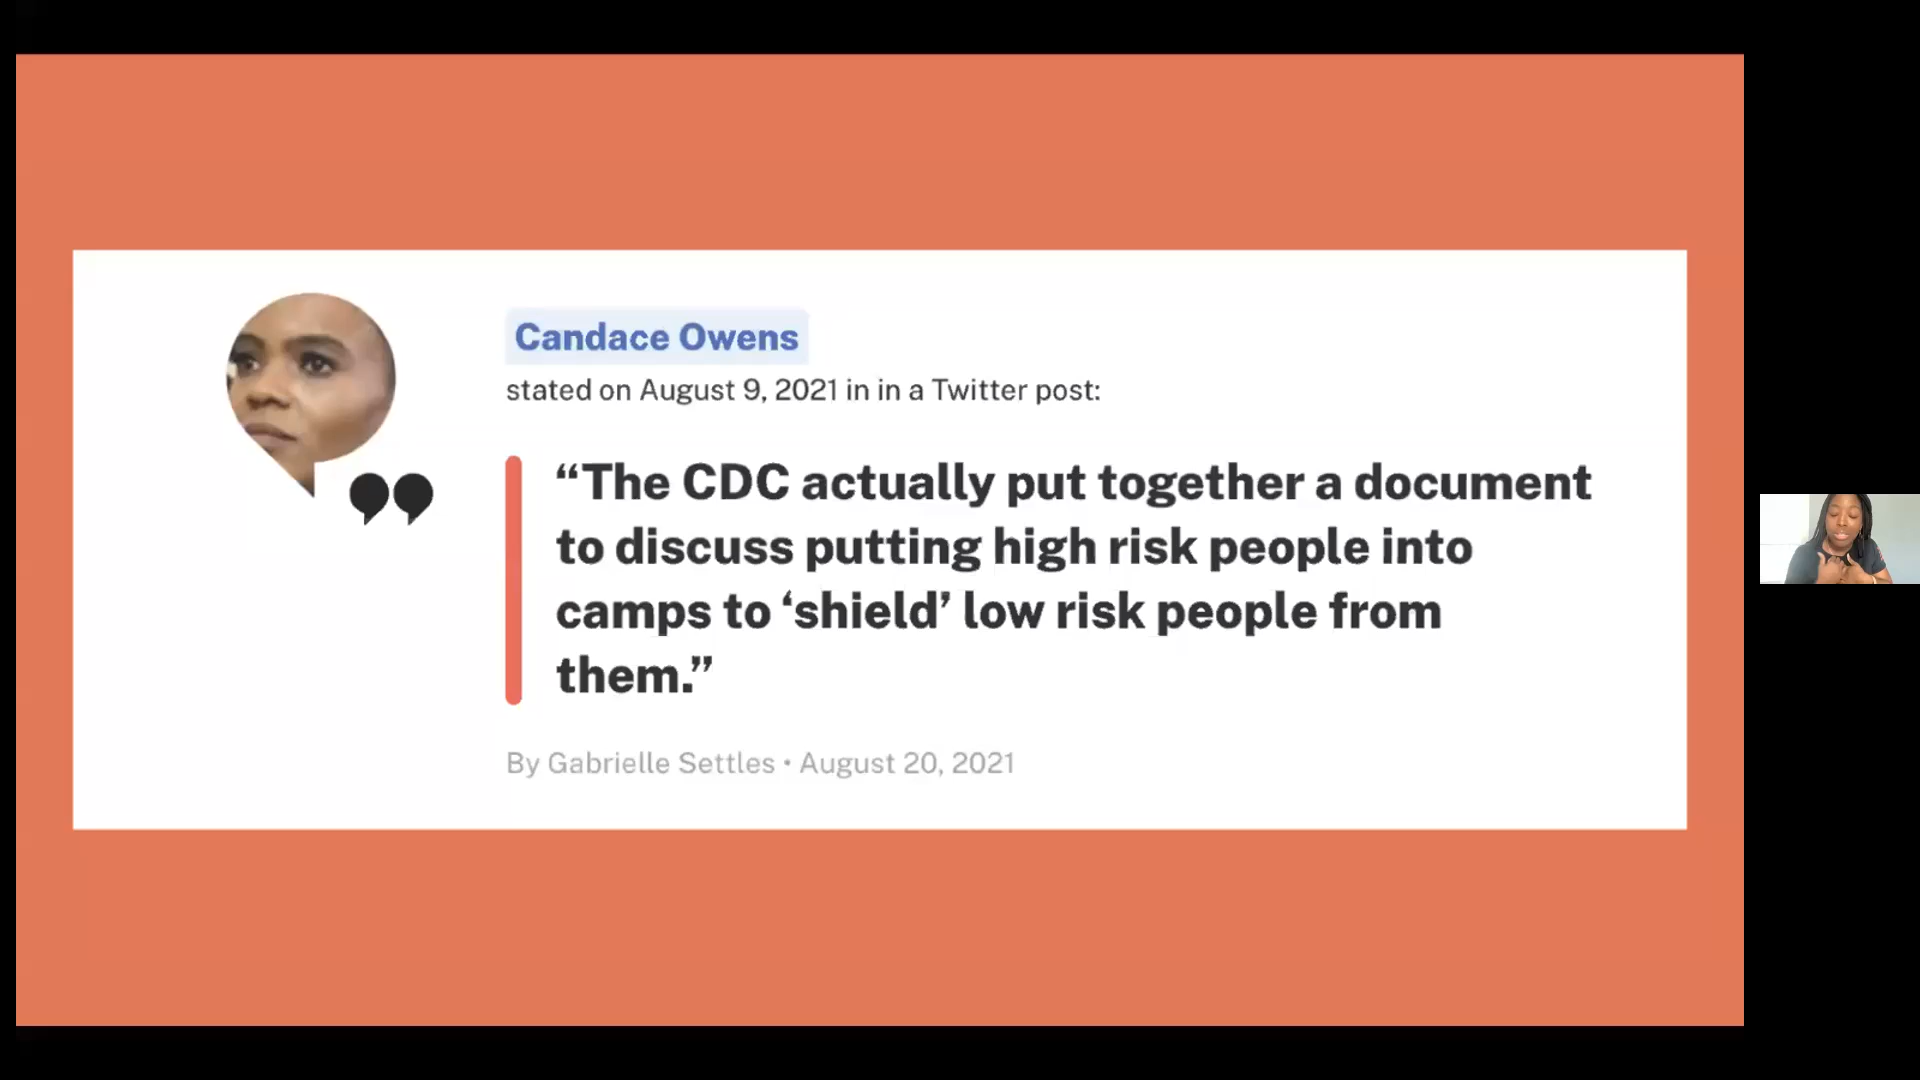 Candace Owens
stated on August 9, 2021 in in a Twitter post:
“The CDC actually put together a document
to discuss putting high risk people into
camps to ‘shield’ low risk people from
them.”
By Gabrielle Settles • August 20, 2021